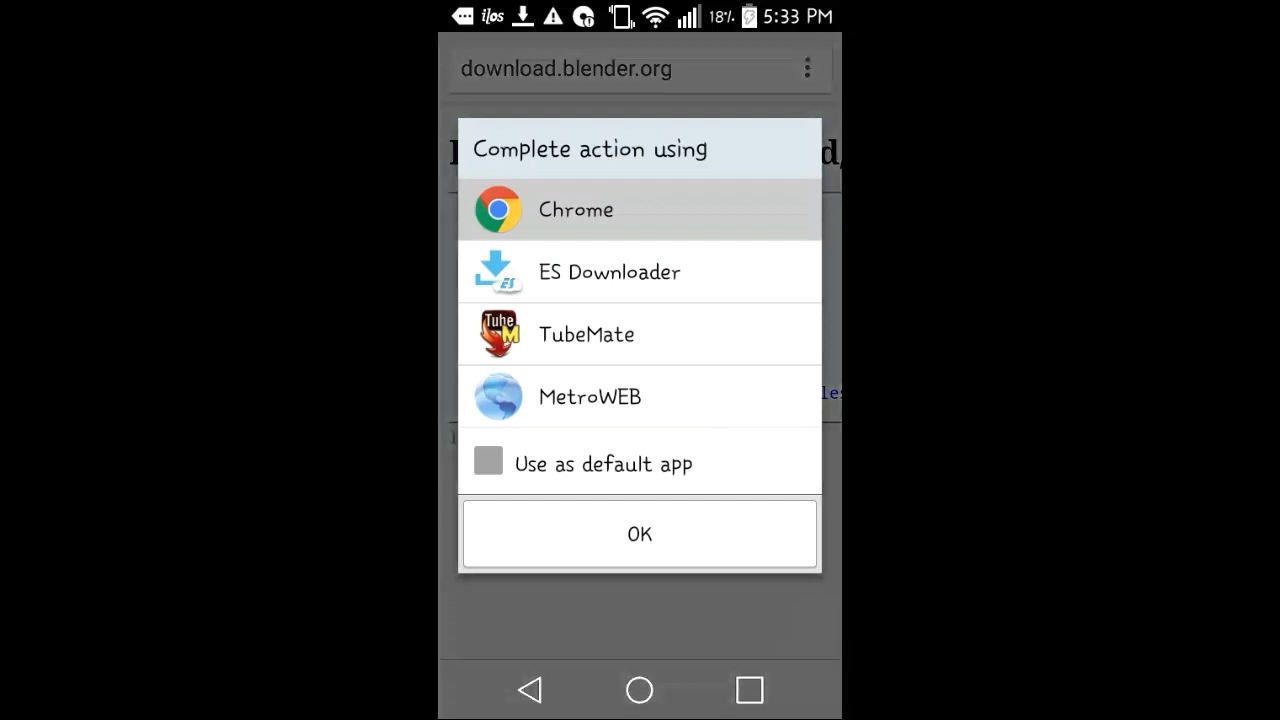 ilos 18% 5:33 PM
download.blender.org
Complete action using
Chrome
ES Downloader
TubeMate
MetroWEB
Use as default app
OK